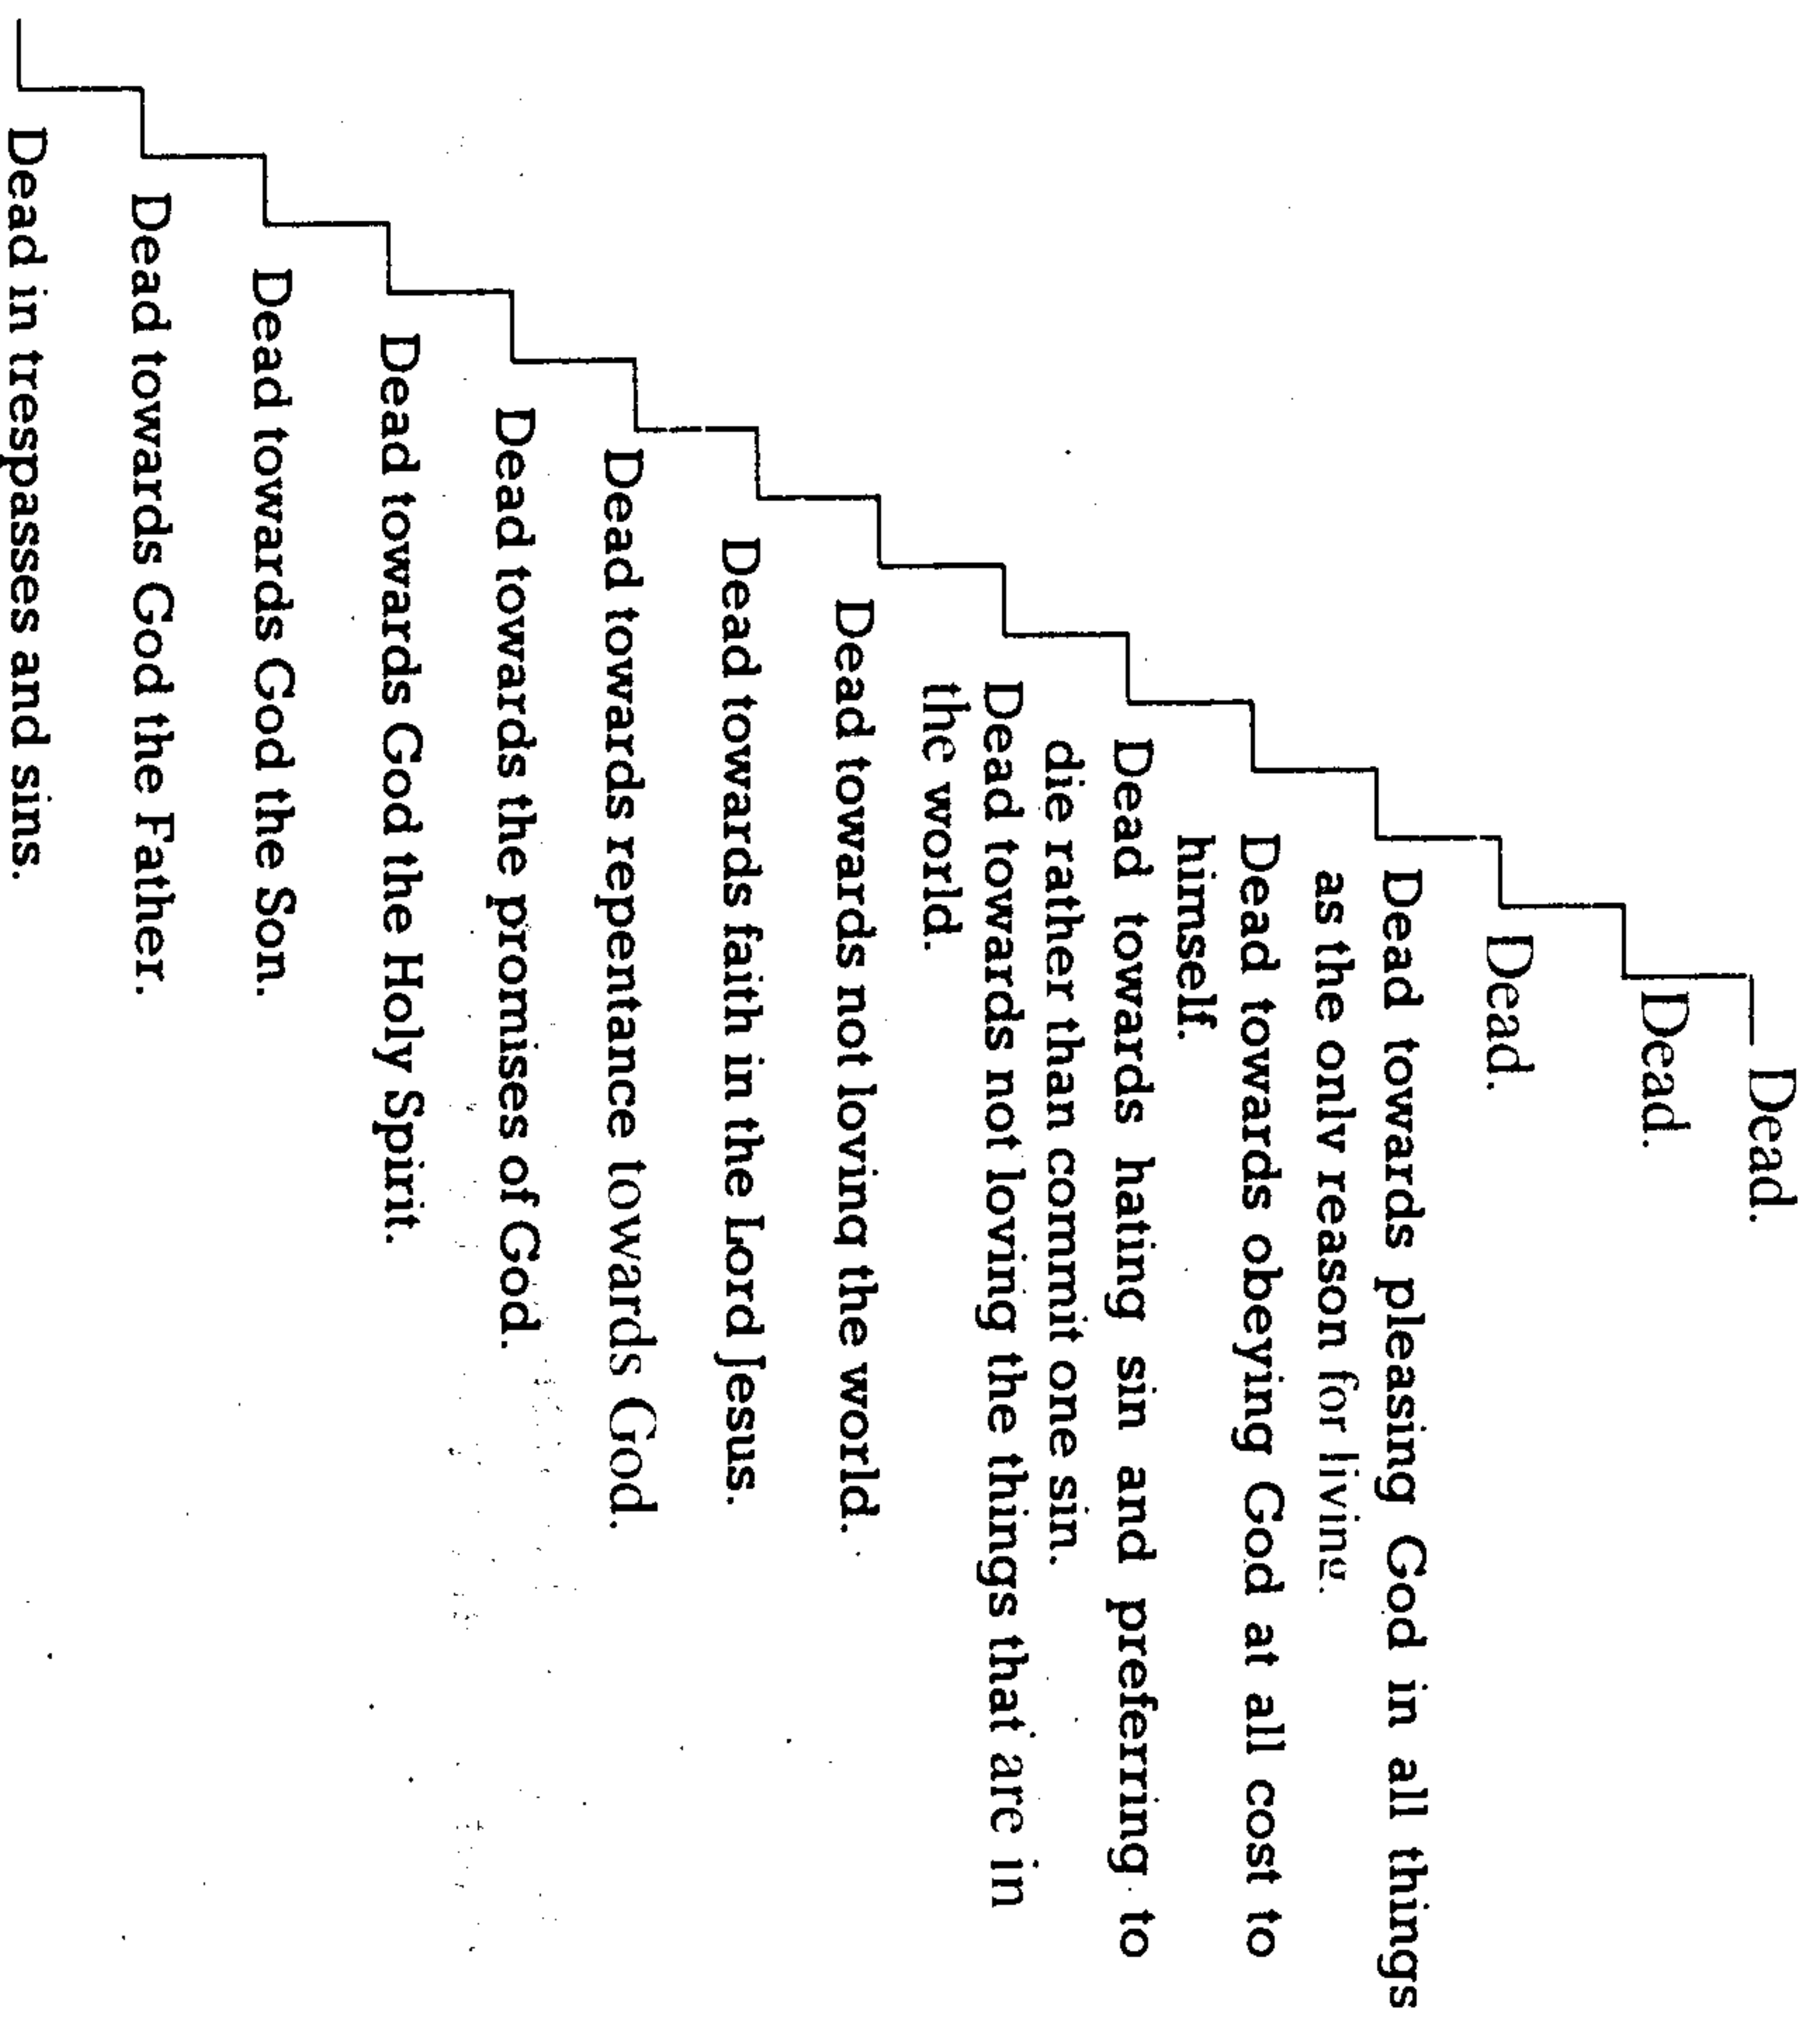 Dead.
Dead.
Dead.
Dead towards pleasing God in all things
as the only reason for living.
Dead towards obeying God at all cost to
himself.
Dead towards hating sin and preferring to
die rather than commit one sin.
Dead towards not loving the things that are in
the world.
Dead towards not loving the world.
Dead towards faith in the Lord Jesus.
Dead towards repentance towards God.
Dead towards the promises of God.
Dead towards God the Holy Spirit.
Dead towards God the Son.
Dead towards God the Father.
Dead in trespasses and sins.